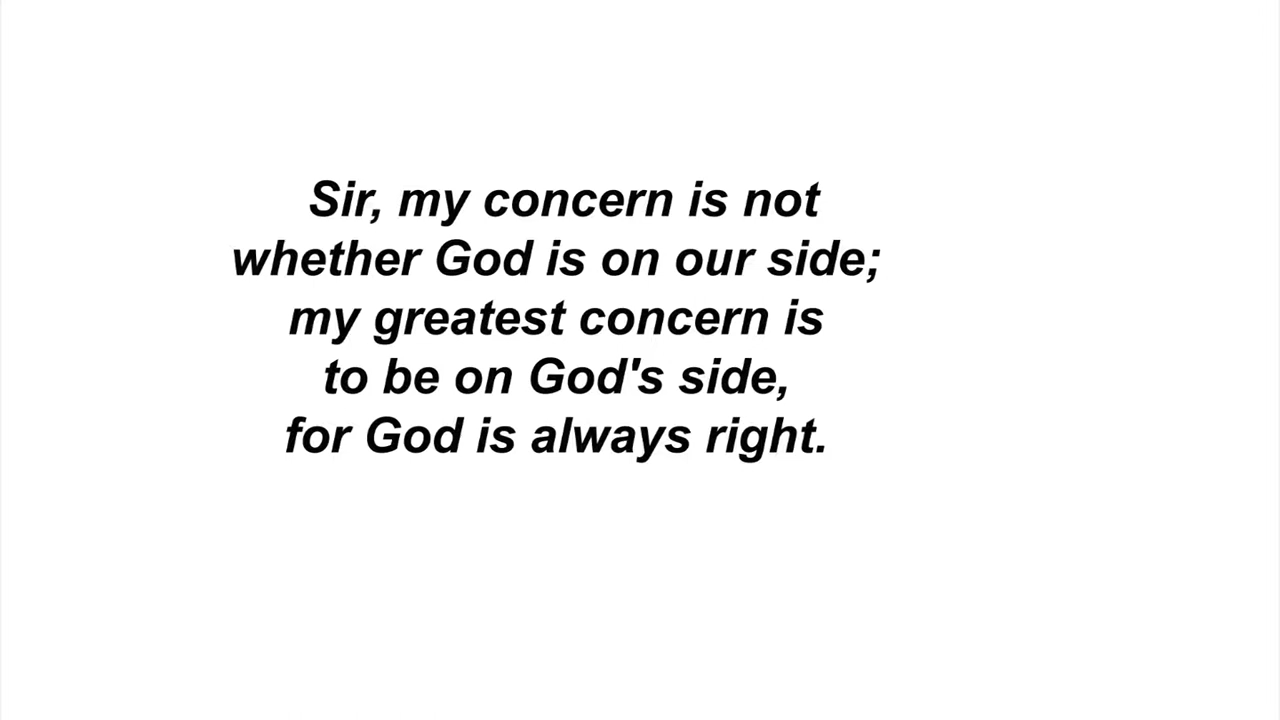 Sir, my concern is not
whether God is on our side;
my greatest concern is
to be on God's side,
for God is always right.